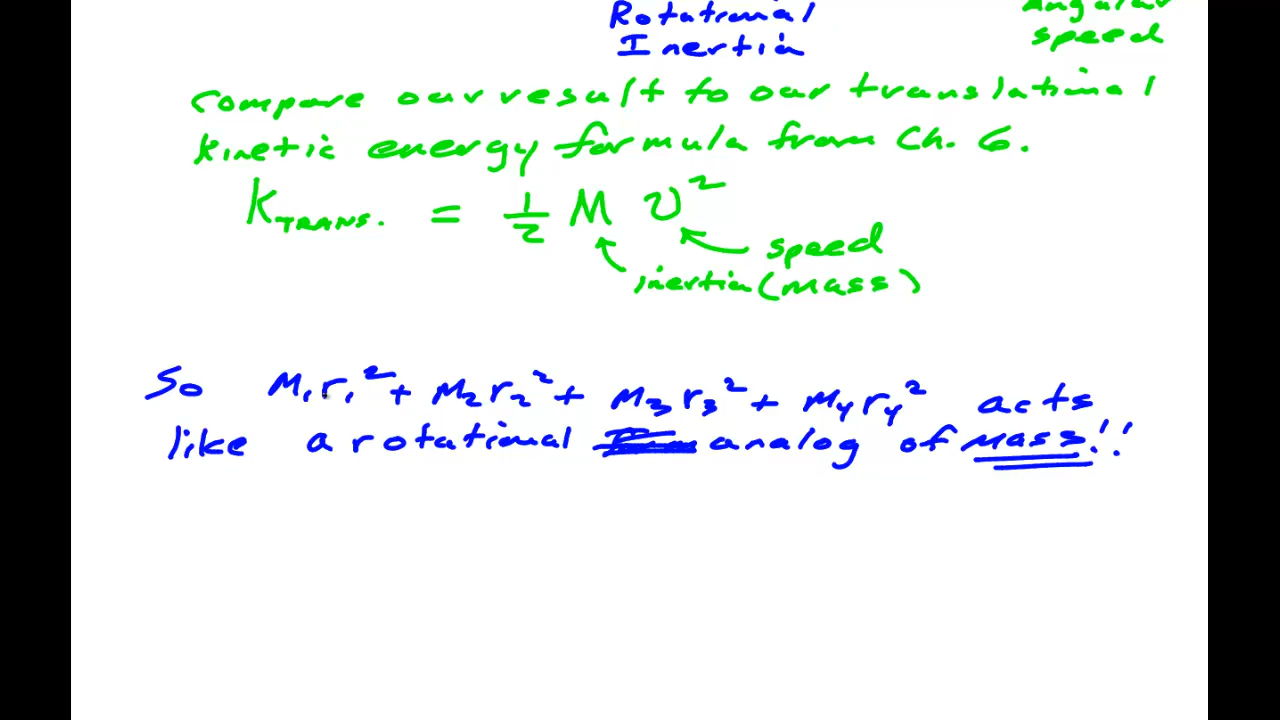 Rotational Angular
Inertia speed
compare our result to our translational
kinetic energy formula from Ch. 6.
K_TRANS. = 1/2 M v²
speed
inertia (mass)
So M₁r₁² + M₂r₂² + M₃r₃² + M₄r₄² acts
like a rotational analog of mass!!